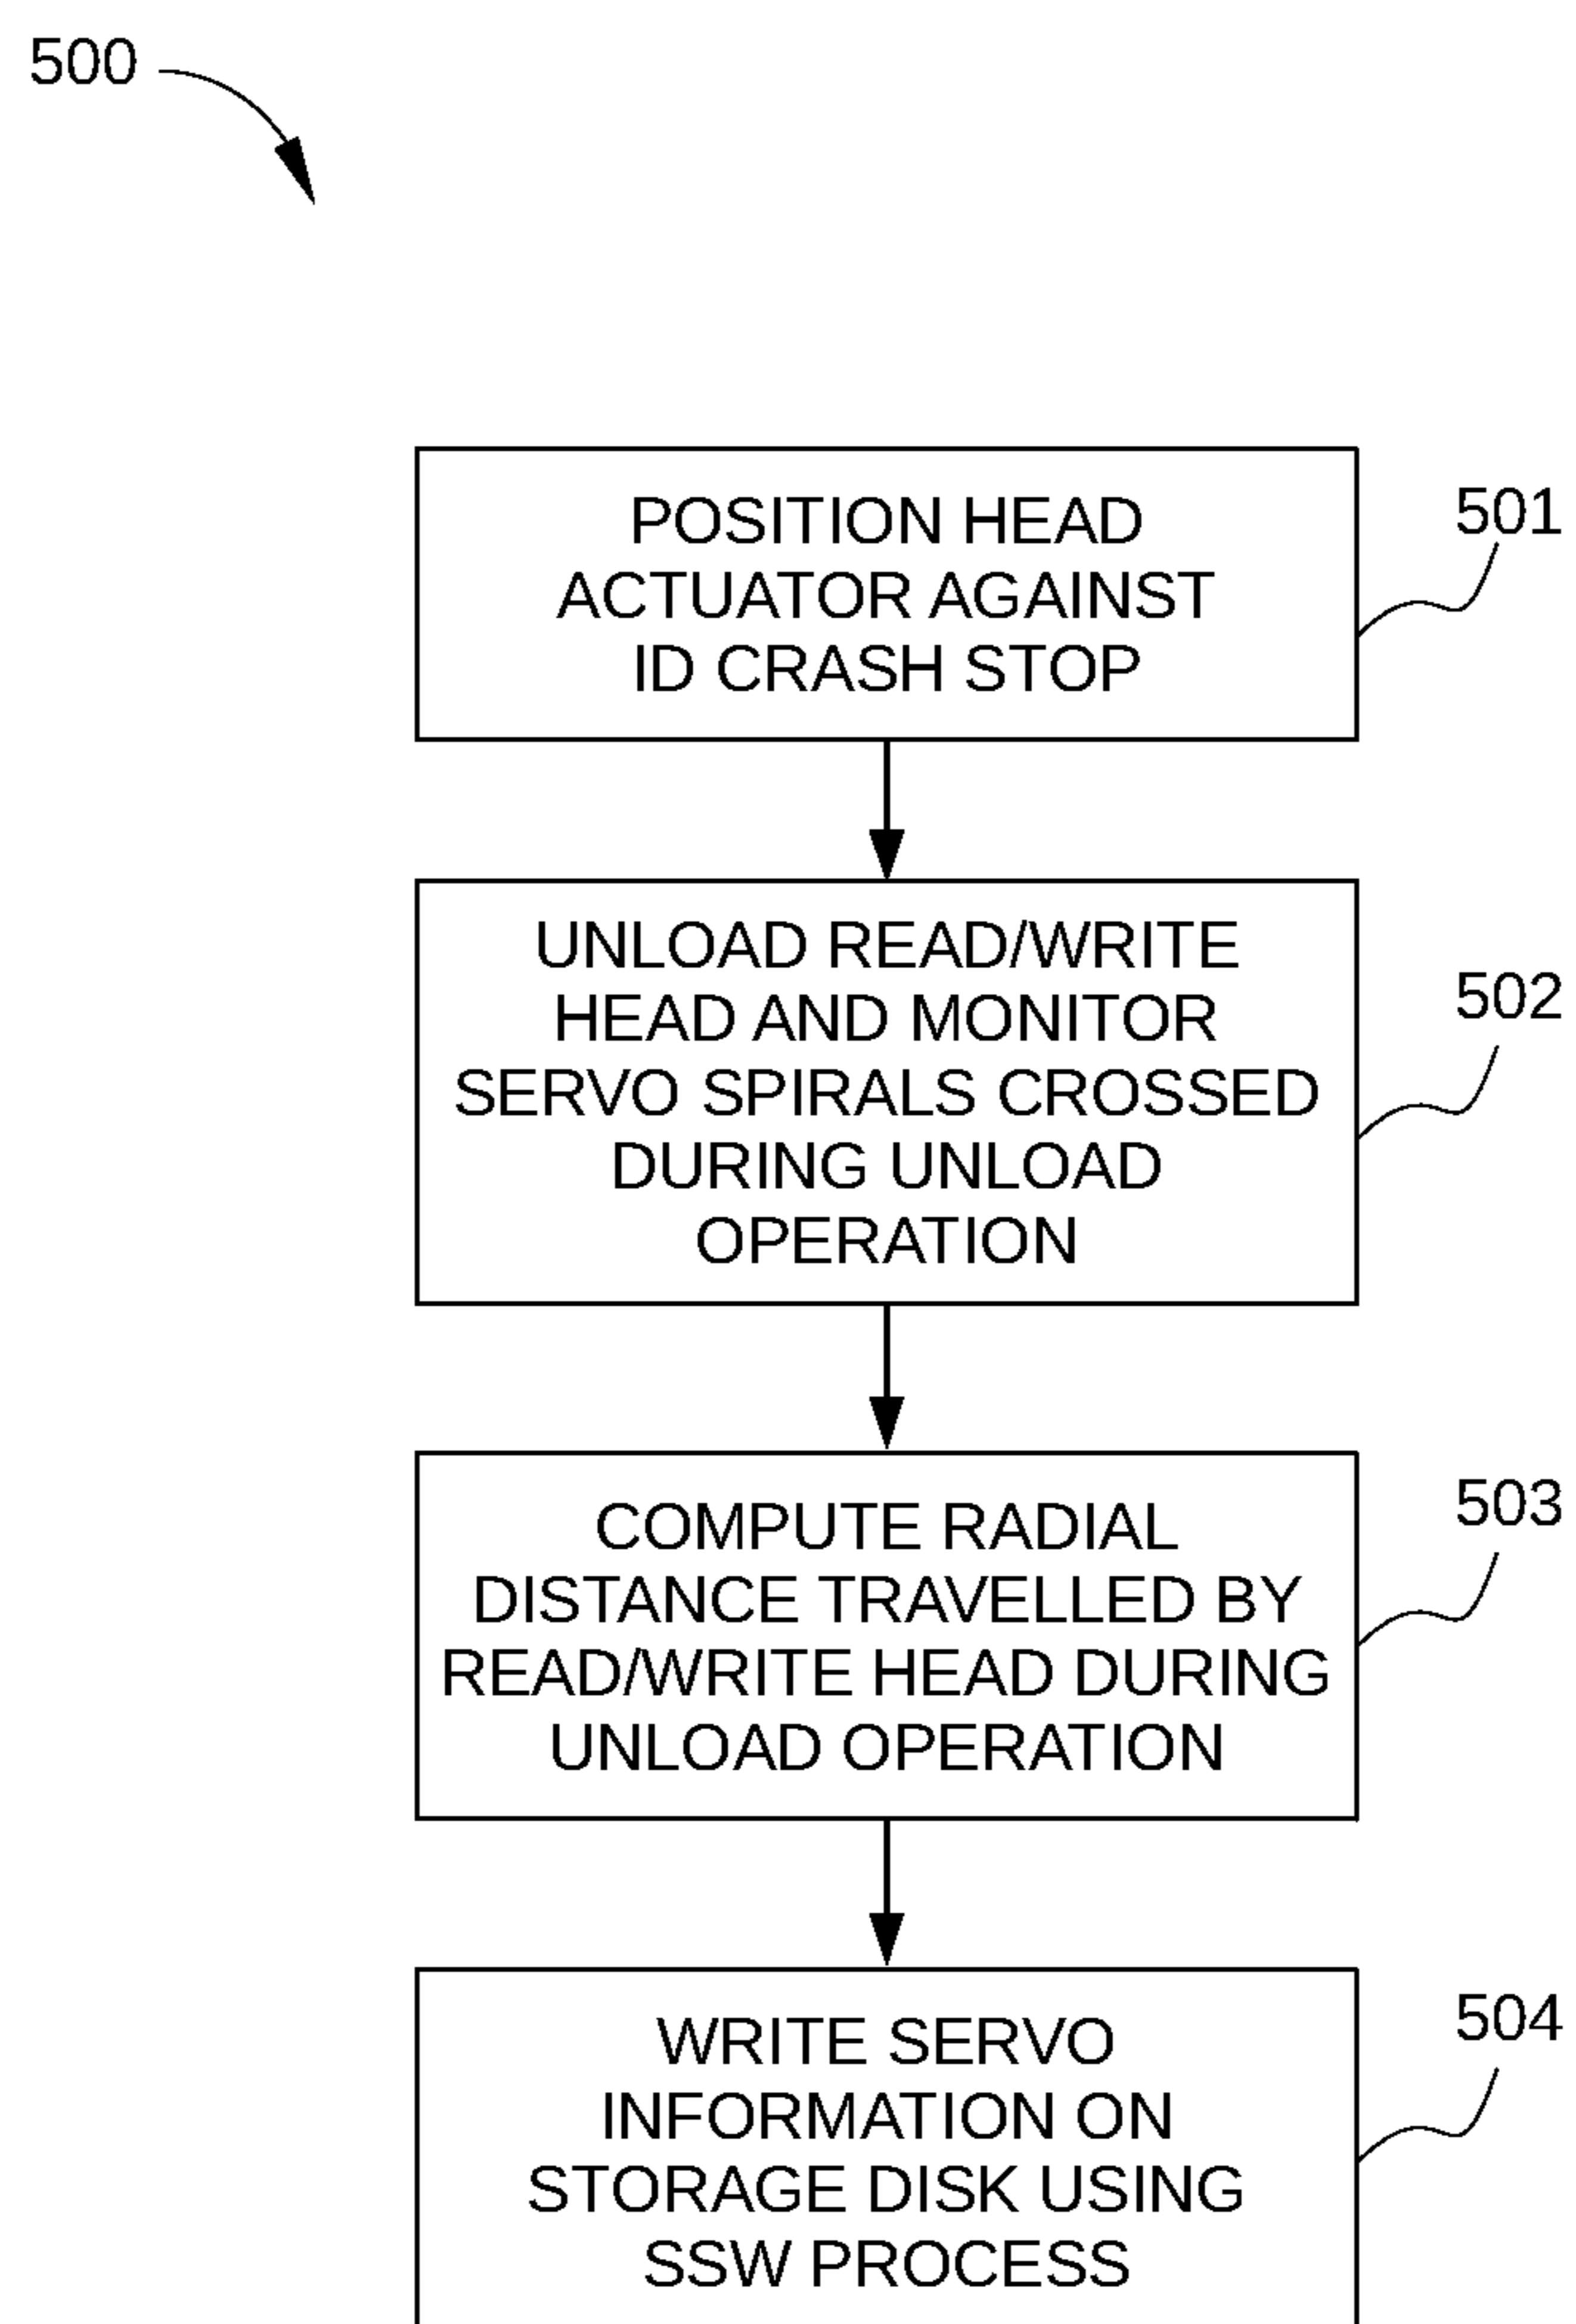 500
POSITION HEAD
ACTUATOR AGAINST
ID CRASH STOP
501
UNLOAD READ/WRITE
HEAD AND MONITOR
SERVO SPIRALS CROSSED
DURING UNLOAD
OPERATION
502
COMPUTE RADIAL
DISTANCE TRAVELLED BY
READ/WRITE HEAD DURING
UNLOAD OPERATION
503
WRITE SERVO
INFORMATION ON
STORAGE DISK USING
SSW PROCESS
504